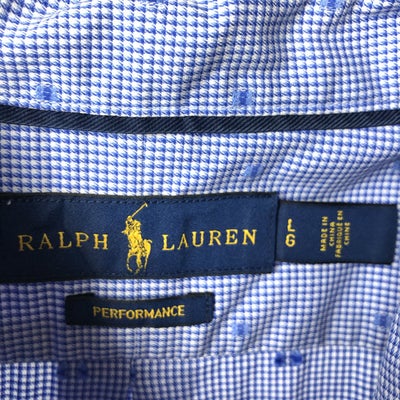 RALPH LAUREN
L
G
MADE IN
CHINA
FABRIQUÉ EN
CHINE
PERFORMANCE